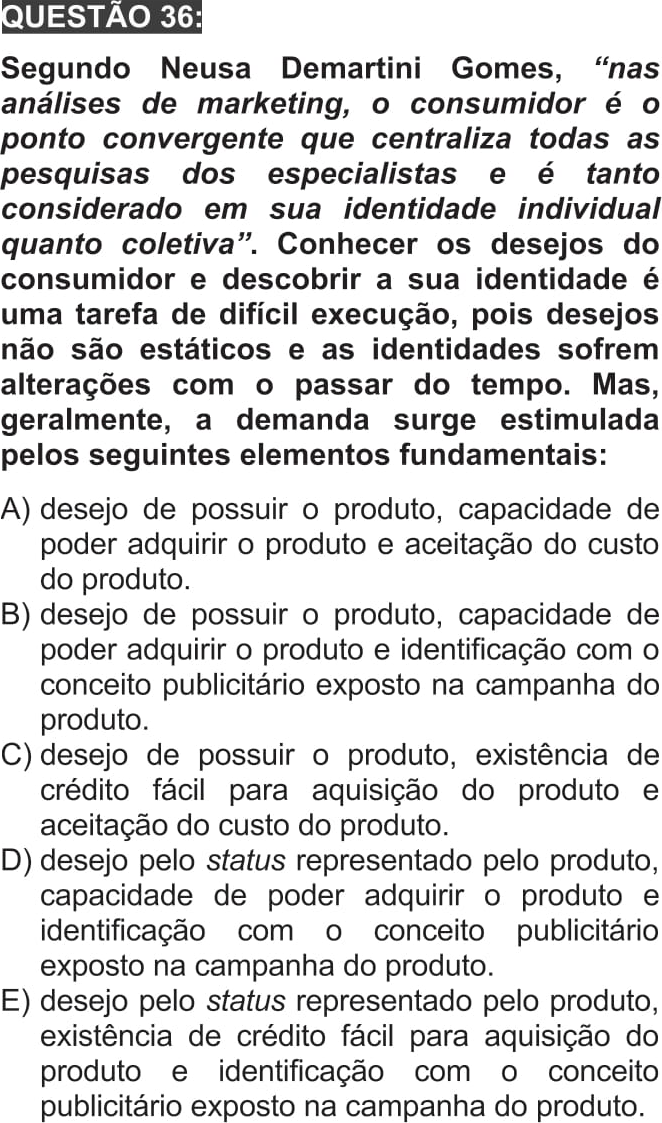 QUESTÃO 36:
Segundo Neusa Demartini Gomes, “nas
análises de marketing, o consumidor é o
ponto convergente que centraliza todas as
pesquisas dos especialistas e é tanto
considerado em sua identidade individual
quanto coletiva”. Conhecer os desejos do
consumidor e descobrir a sua identidade é
uma tarefa de difícil execução, pois desejos
não são estáticos e as identidades sofrem
alterações com o passar do tempo. Mas,
geralmente, a demanda surge estimulada
pelos seguintes elementos fundamentais:
A) desejo de possuir o produto, capacidade de
poder adquirir o produto e aceitação do custo
do produto.
B) desejo de possuir o produto, capacidade de
poder adquirir o produto e identificação com o
conceito publicitário exposto na campanha do
produto.
C) desejo de possuir o produto, existência de
crédito fácil para aquisição do produto e
aceitação do custo do produto.
D) desejo pelo status representado pelo produto,
capacidade de poder adquirir o produto e
identificação com o conceito publicitário
exposto na campanha do produto.
E) desejo pelo status representado pelo produto,
existência de crédito fácil para aquisição do
produto e identificação com o conceito
publicitário exposto na campanha do produto.